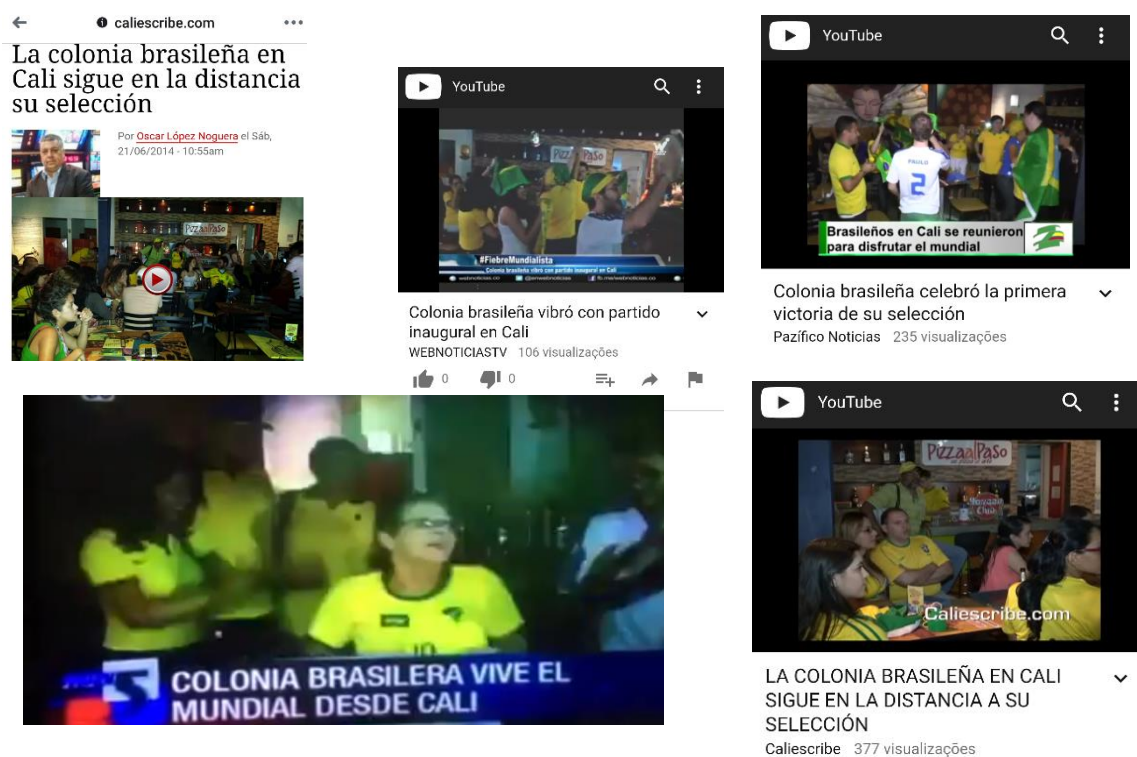 caliescribe.com
La colonia brasileña en
Cali sigue en la distancia
su selección
Por Oscar López Noguera el Sáb,
21/06/2014 - 10:55am
PizzaalPaSo
YouTube
PizzaalPaSo
#FiebreMundialista
Colonia brasileña vibró con partido inaugural en Cali
webnoticias.co
Colonia brasileña vibró con partido
inaugural en Cali
WEBNOTICIASTV 106 visualizações
0 0
YouTube
PAULO
2
Brasileños en Cali se reunieron
para disfrutar el mundial
Colonia brasileña celebró la primera
victoria de su selección
Pazífico Noticias 235 visualizações
5
COLONIA BRASILERA VIVE EL
MUNDIAL DESDE CALI
YouTube
PizzaalPaSo
Club
Caliescribe.com
LA COLONIA BRASILEÑA EN CALI
SIGUE EN LA DISTANCIA A SU
SELECCIÓN
Caliescribe 377 visualizações